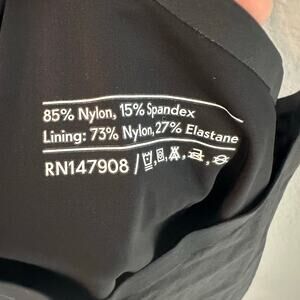 85% Nylon, 15% Spandex
Lining: 73% Nylon, 27% Elastane
RN147908 /